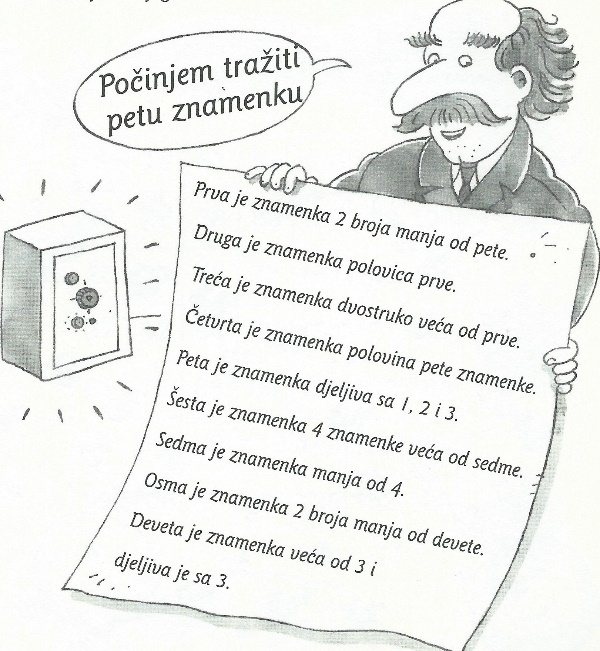 Počinjem tražiti
petu znamenku
Prva je znamenka 2 broja manja od pete.
Druga je znamenka polovica prve.
Treća je znamenka dvostruko veća od prve.
Četvrta je znamenka polovina pete znamenke.
Peta je znamenka djeljiva sa 1, 2 i 3.
Šesta je znamenka 4 znamenke veća od sedme.
Sedma je znamenka manja od 4.
Osma je znamenka 2 broja manja od devete.
Deveta je znamenka veća od 3 i
djeljiva je sa 3.